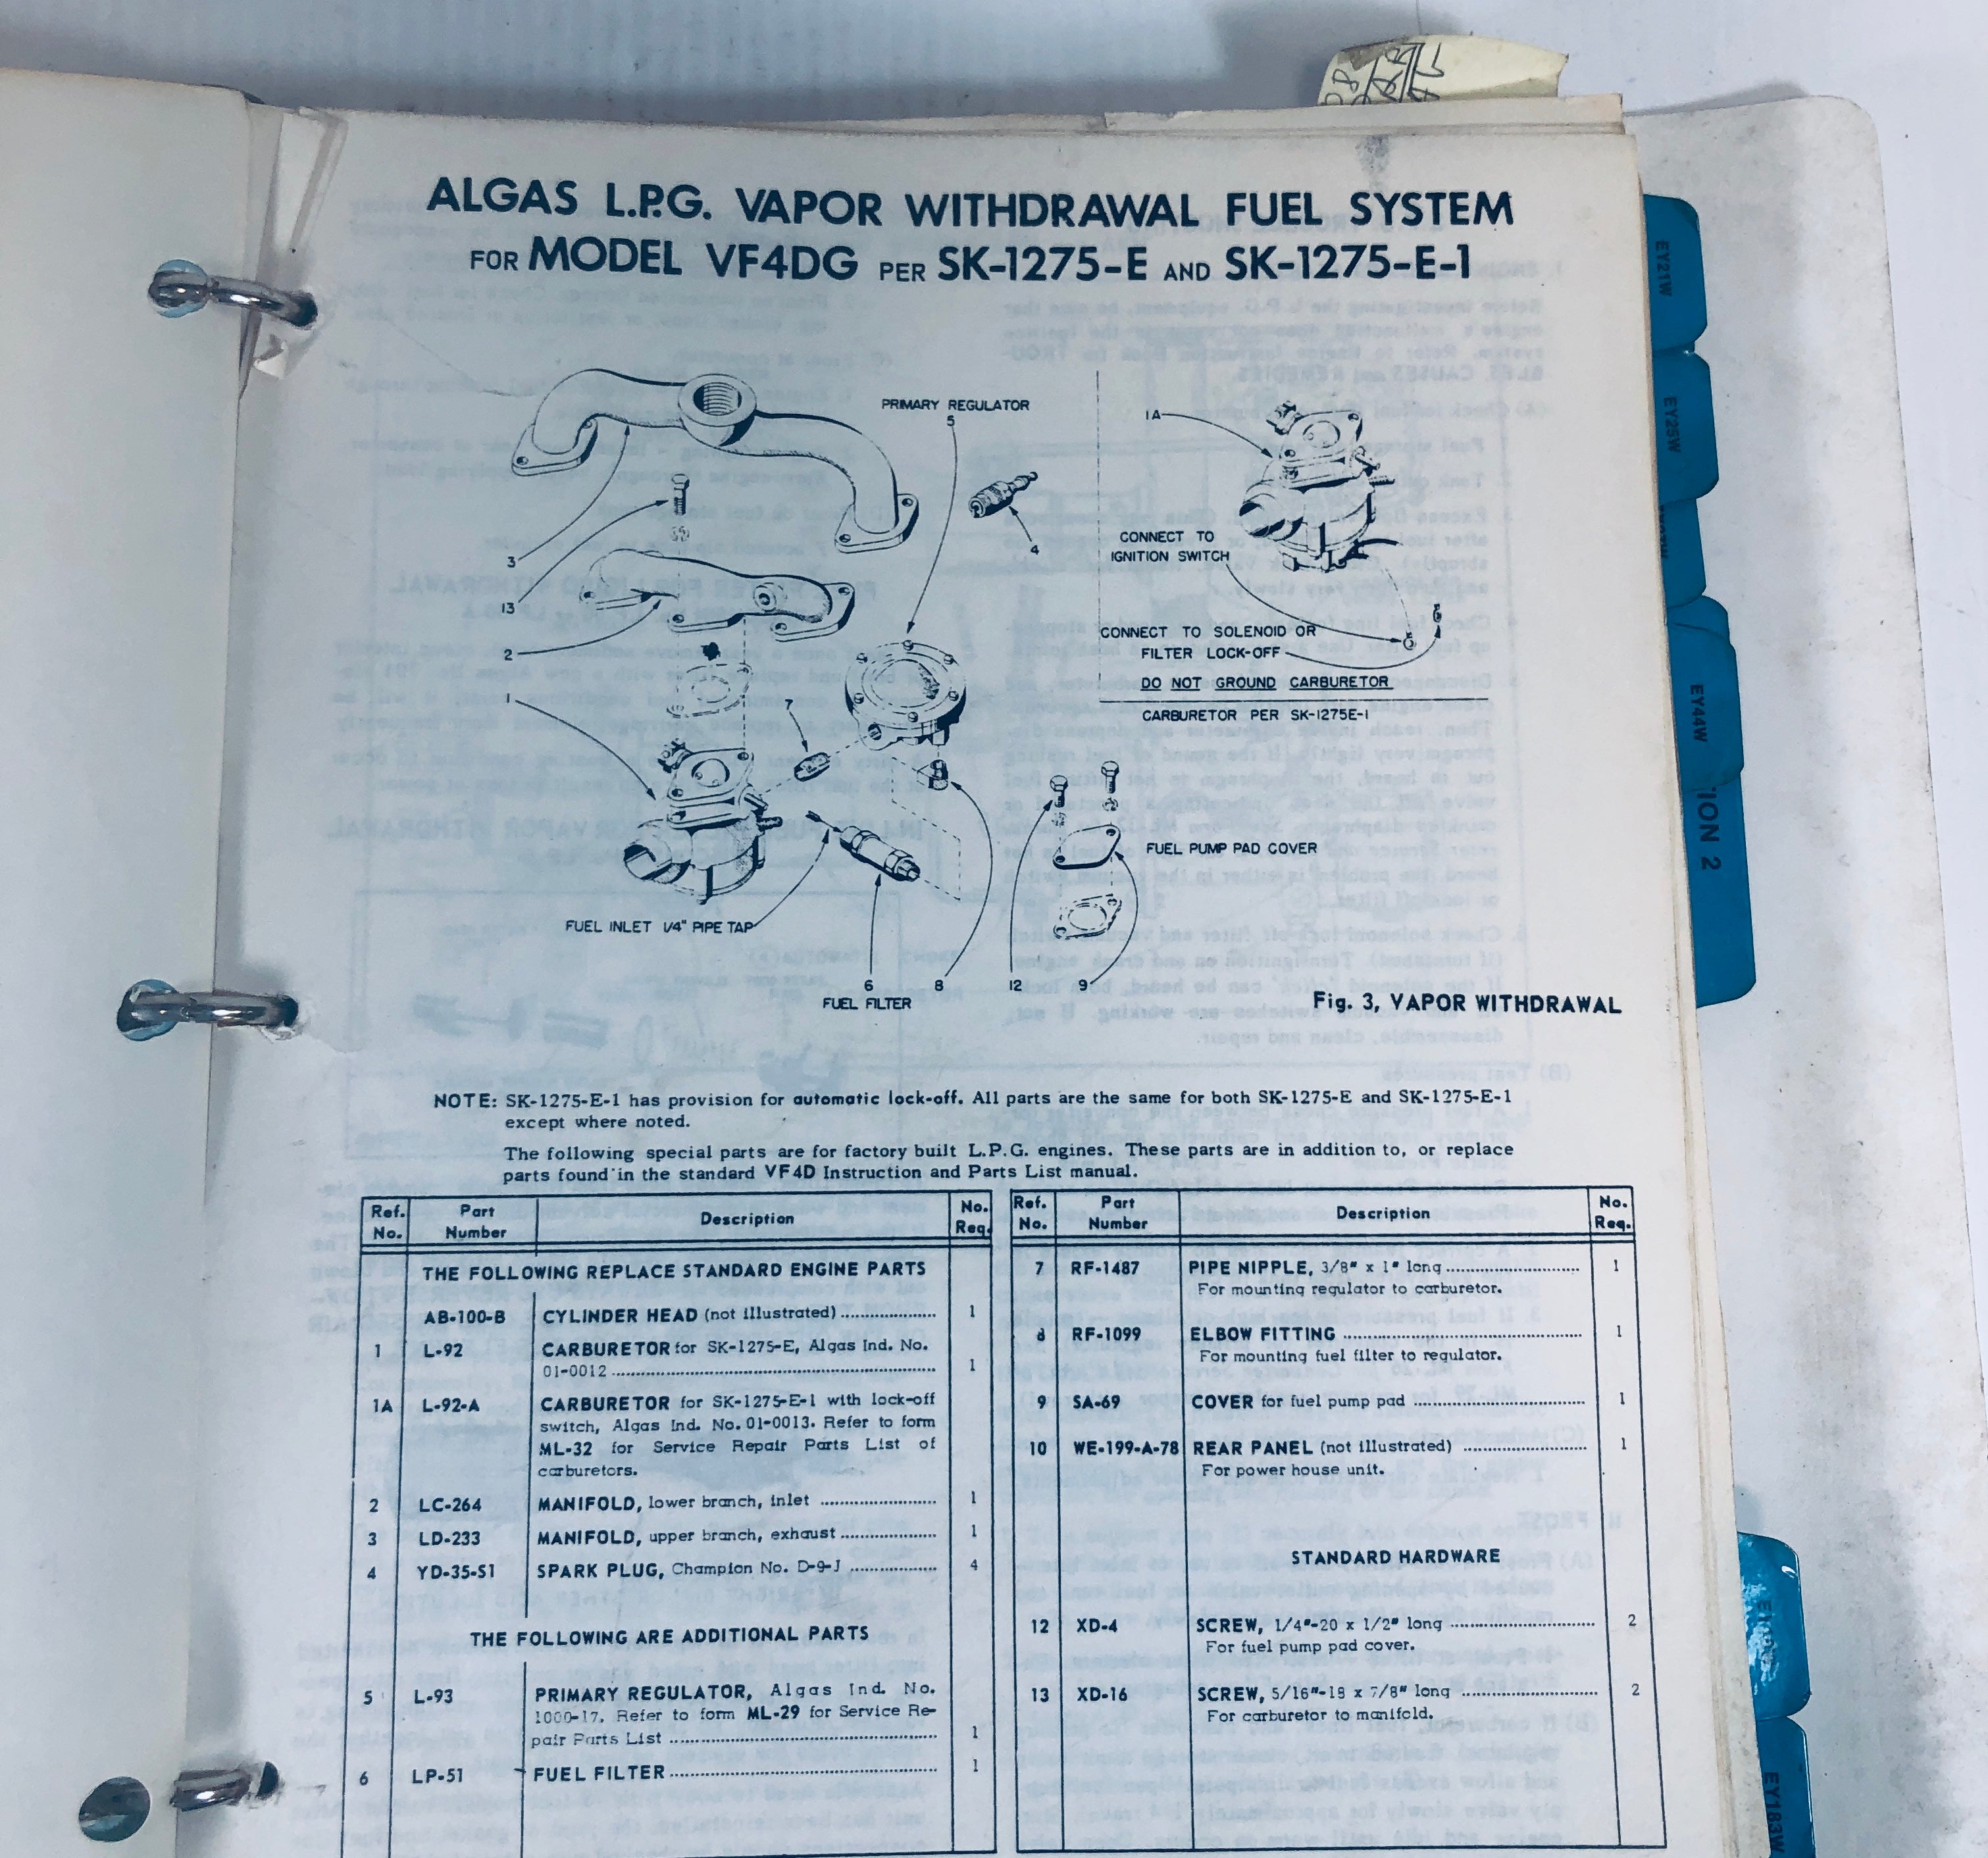 ALGAS L.P.G. VAPOR WITHDRAWAL FUEL SYSTEM
FOR MODEL VF4DG PER SK-1275-E AND SK-1275-E-1
PRIMARY REGULATOR
5
1A
4
3
13
2
1
7
CONNECT TO
IGNITION SWITCH
CONNECT TO SOLENOID OR
FILTER LOCK-OFF
DO NOT GROUND CARBURETOR
CARBURETOR PER SK-1275E-1
FUEL PUMP PAD COVER
FUEL INLET 1/4" PIPE TAP
6
FUEL FILTER
8
12
9
Fig. 3, VAPOR WITHDRAWAL
NOTE: SK-1275-E-1 has provision for automatic lock-off. All parts are the same for both SK-1275-E and SK-1275-E-1
except where noted.
The following special parts are for factory built L.P.G. engines. These parts are in addition to, or replace
parts found in the standard VF4D Instruction and Parts List manual.
Ref. No. Part Number Description No. Req.
THE FOLLOWING REPLACE STANDARD ENGINE PARTS
AB-100-B CYLINDER HEAD (not illustrated) 1
1 L-92 CARBURETOR for SK-1275-E, Algas Ind. No.
01-0012 1
1A L-92-A CARBURETOR for SK-1275-E-1 with lock-off
switch, Algas Ind. No. 01-0013. Refer to form
ML-32 for Service Repair Parts List of
carburetors.
2 LC-264 MANIFOLD, lower branch, inlet 1
3 LD-233 MANIFOLD, upper branch, exhaust 1
4 YD-35-S1 SPARK PLUG, Champion No. D-9-J 4
THE FOLLOWING ARE ADDITIONAL PARTS
5 L-93 PRIMARY REGULATOR, Algas Ind. No.
1000-17. Refer to form ML-29 for Service Re-
pair Parts List 1
6 LP-51 FUEL FILTER 1
Ref. No. Part Number Description No. Req.
7 RF-1487 PIPE NIPPLE, 3/8" x 1" long 1
For mounting regulator to carburetor.
8 RF-1099 ELBOW FITTING 1
For mounting fuel filter to regulator.
9 SA-69 COVER for fuel pump pad 1
10 WE-199-A-78 REAR PANEL (not illustrated) 1
For power house unit.
STANDARD HARDWARE
12 XD-4 SCREW, 1/4"-20 x 1/2" long 2
For fuel pump pad cover.
13 XD-16 SCREW, 5/16"-18 x 7/8" long 2
For carburetor to manifold.
EY21W
EY25W
EY44W
ION 2
EY183W